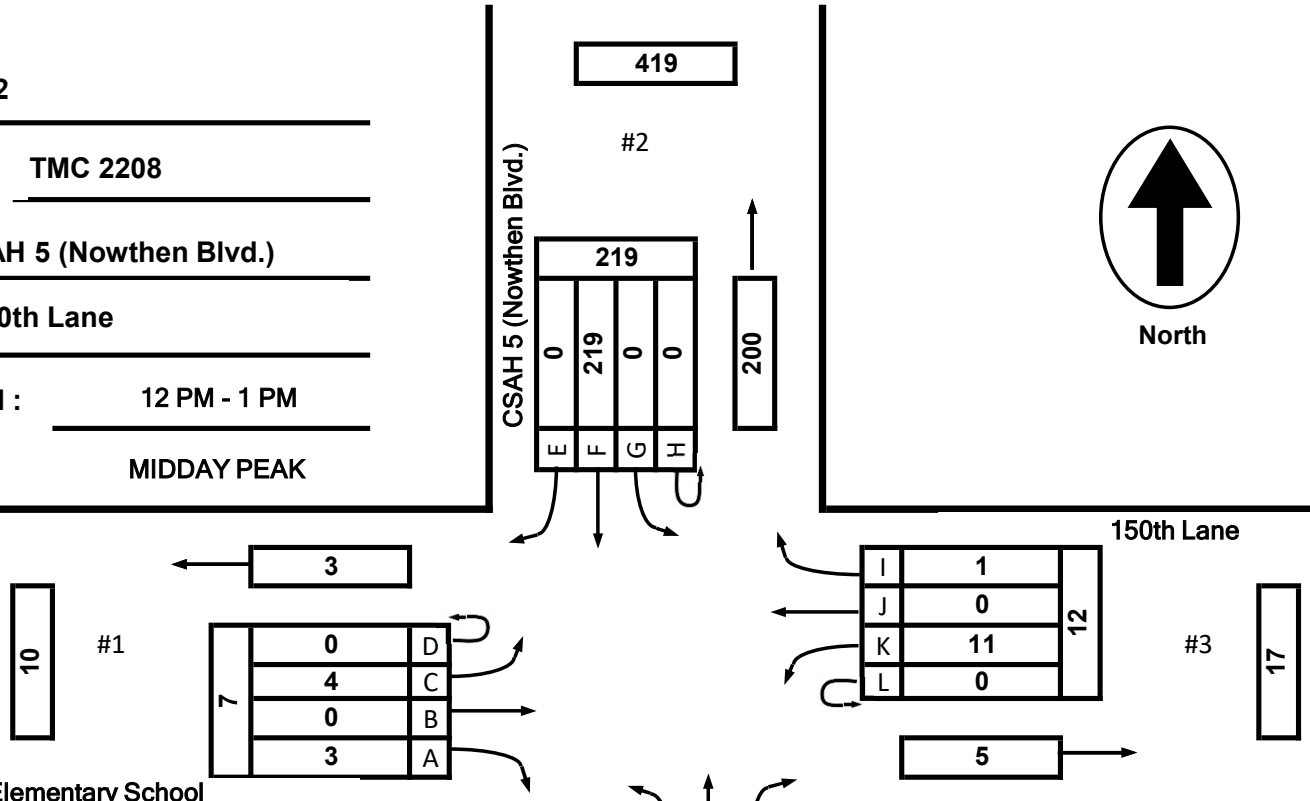 2
TMC 2208
AH 5 (Nowthen Blvd.)
0th Lane
12 PM - 1 PM
MIDDAY PEAK
419
#2
CSAH 5 (Nowthen Blvd.)
219
0
219
0
0
E
F
G
H
200
North
150th Lane
3
10
#1
7
0 D
4 C
0 B
3 A
Elementary School
I 1
J 0
K 11
L 0
12
#3
17
5